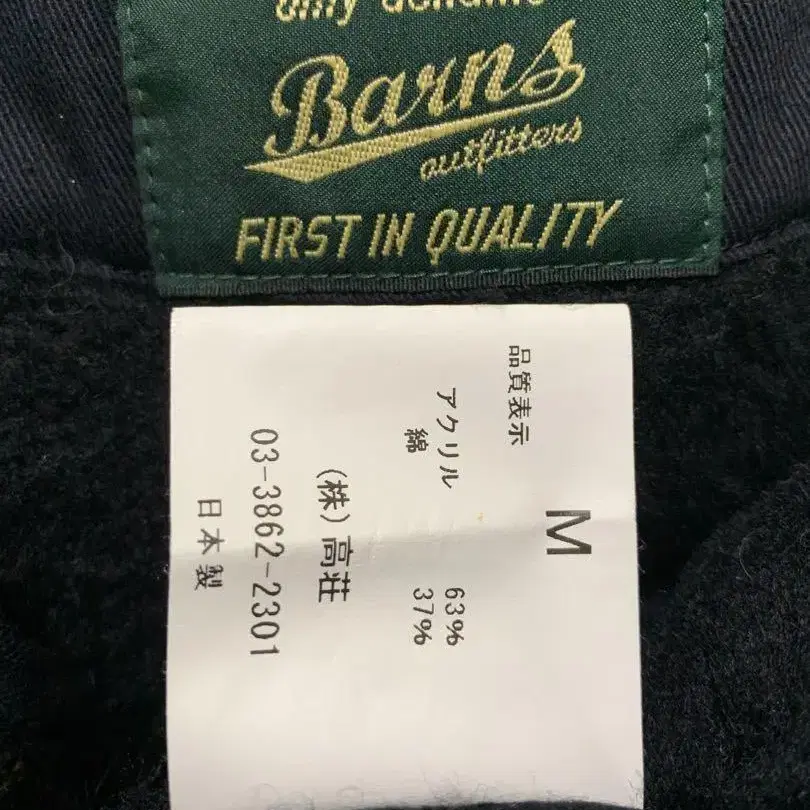 Barns
outfitters
FIRST IN QUALITY
M
品質表示
アクリル 63%
綿 37%
(株)高荘
03-3862-2301
日本製